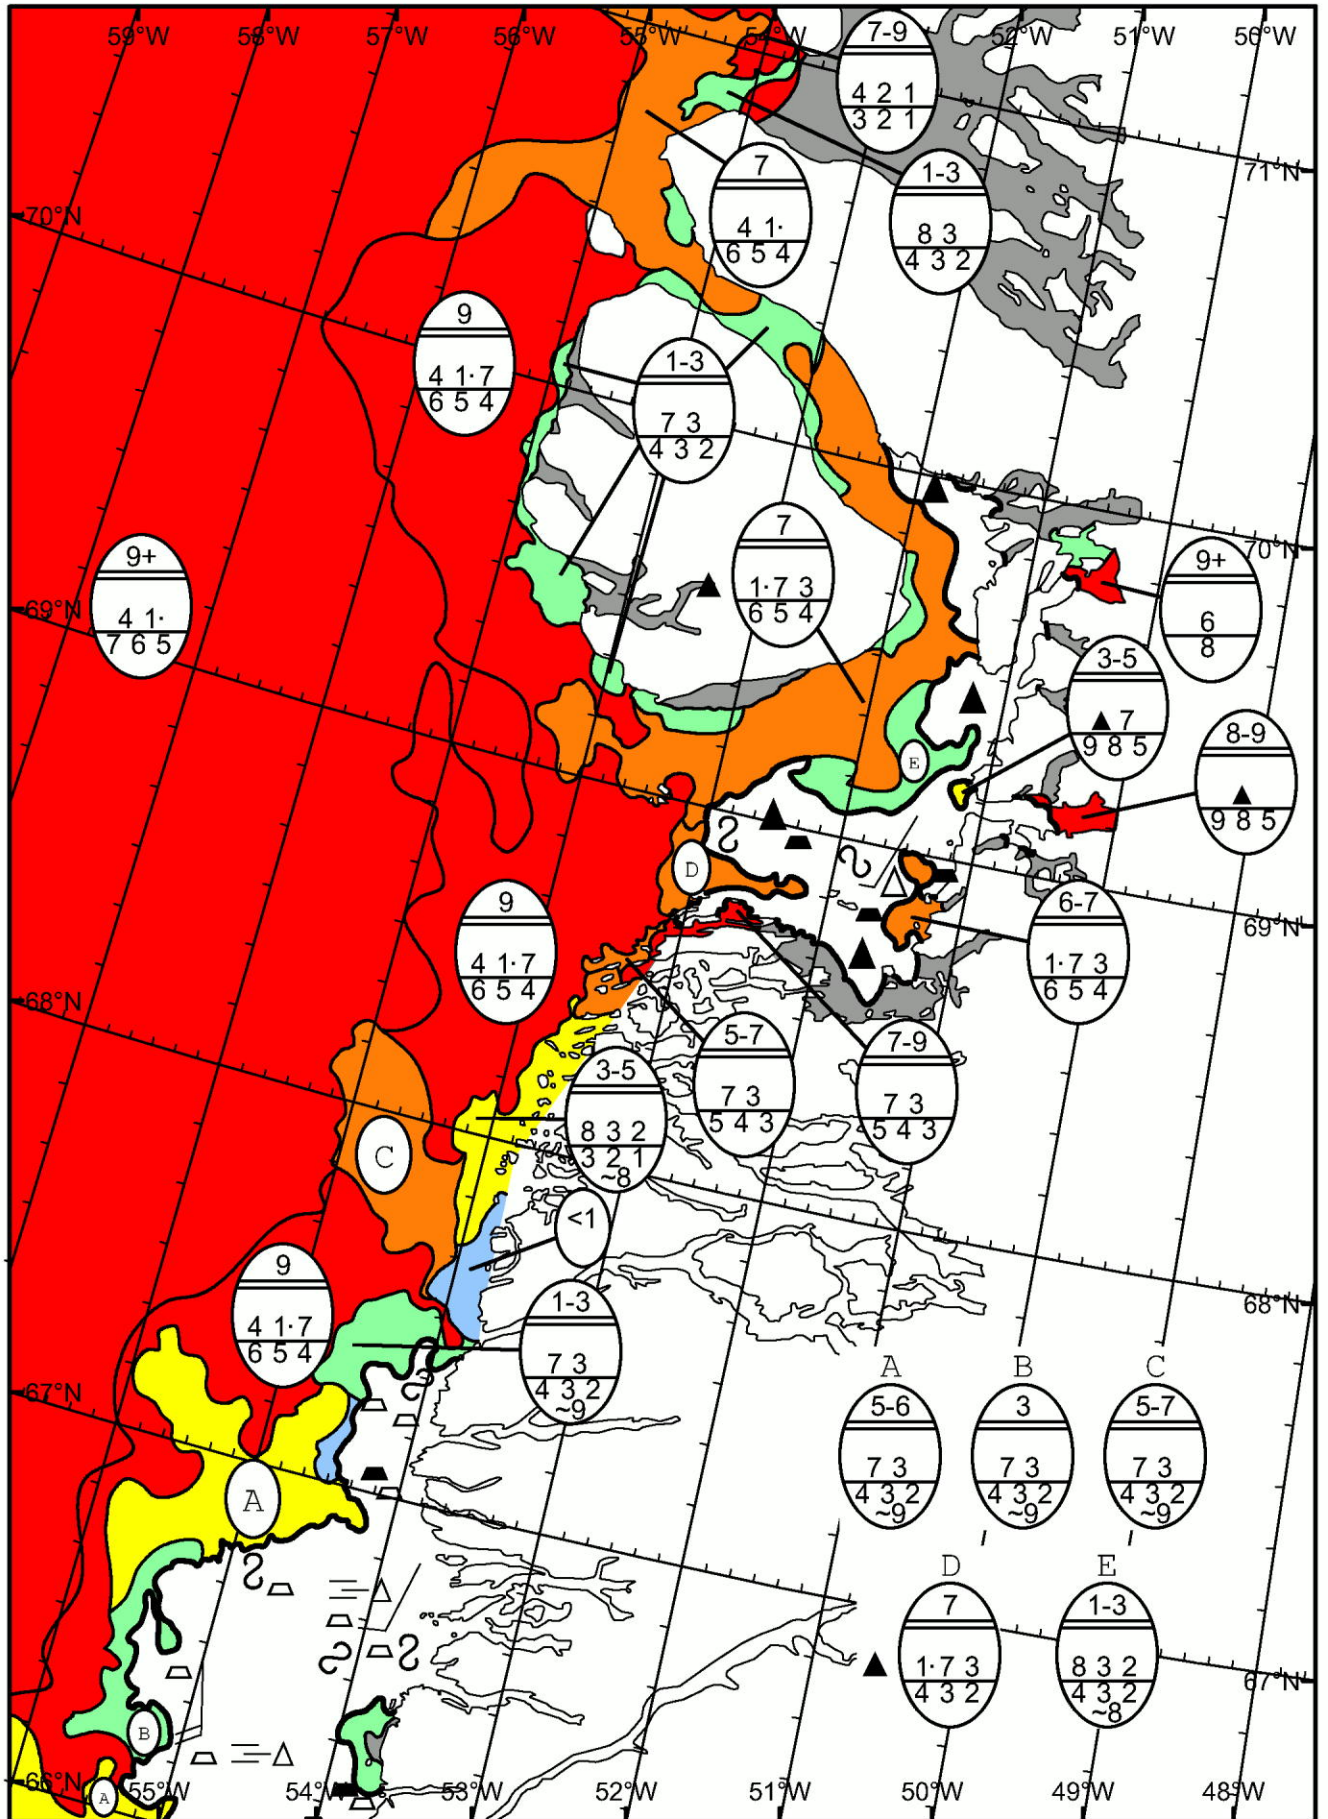 59°W 58°W 57°W 56°W 55°W 54°W 52°W 51°W 50°W
7-9
4 2 1
3 2 1
7
4 1·
6 5 4
1-3
8 3
4 3 2
71°N
70°N
9
4 1·7
6 5 4
1-3
7 3
4 3 2
7
1·7 3
6 5 4
70°N
9+
6
8
9+
4 1·
7 6 5
69°N
3-5
▲ 7
9 8 5
8-9
▲
9 8 5
E
D
9
4 1·7
6 5 4
6-7
1·7 3
6 5 4
69°N
68°N
5-7
7 3
5 4 3
7-9
7 3
5 4 3
3-5
8 3 2
3 2 1
~8
C
<1
9
4 1·7
6 5 4
1-3
7 3
4 3 2
~9
68°N
67°N
A B C
5-6
7 3
4 3 2
~9
3
7 3
4 3 2
~9
5-7
7 3
4 3 2
~9
A
D E
7
1·7 3
4 3 2
1-3
8 3 2
4 3 2
~8
67°N
B
66°N
A
55°W 54°W 53°W 52°W 51°W 50°W 49°W 48°W